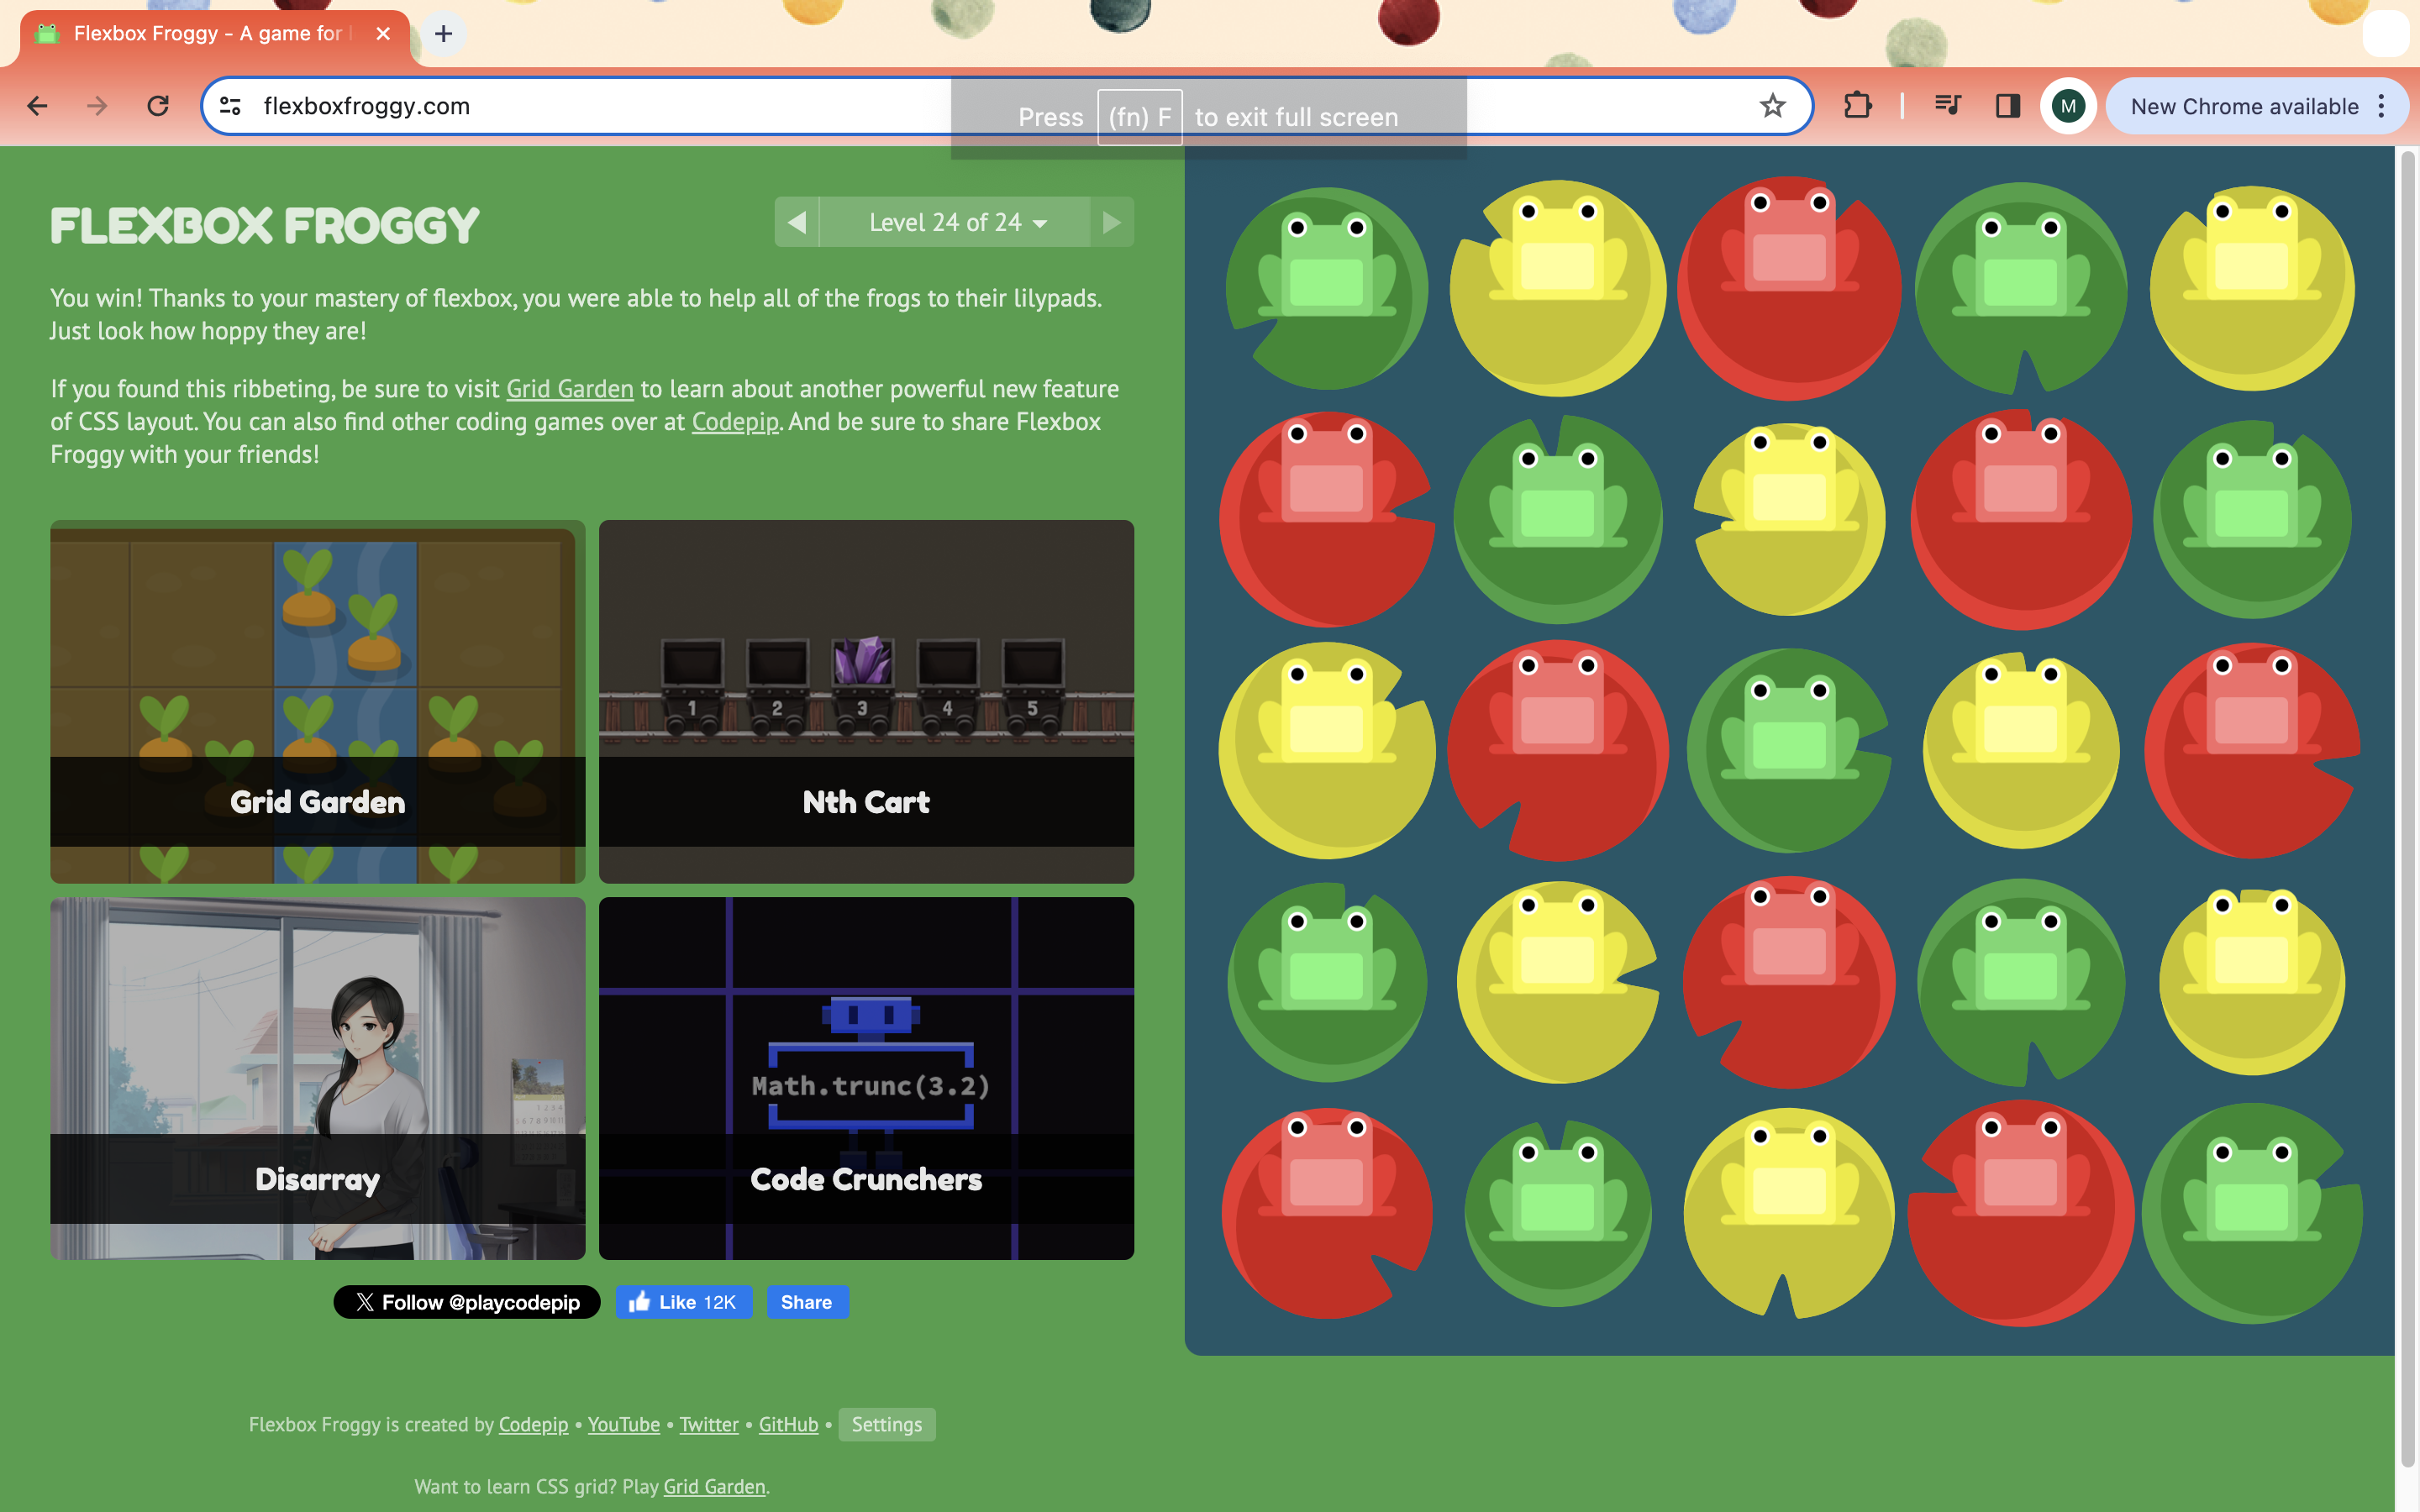 Flexbox Froggy - A game for
flexboxfroggy.com
Press (fn) F to exit full screen
M
New Chrome available
FLEXBOX FROGGY
Level 24 of 24
You win! Thanks to your mastery of flexbox, you were able to help all of the frogs to their lilypads.
Just look how hoppy they are!
If you found this ribbeting, be sure to visit Grid Garden to learn about another powerful new feature
of CSS layout. You can also find other coding games over at Codepip. And be sure to share Flexbox
Froggy with your friends!
1 2 3 4 5
Grid Garden
Nth Cart
Math.trunc(3.2)
Disarray
Code Crunchers
X Follow @playcodepip
Like 12K
Share
Flexbox Froggy is created by Codepip • YouTube • Twitter • GitHub • Settings
Want to learn CSS grid? Play Grid Garden.